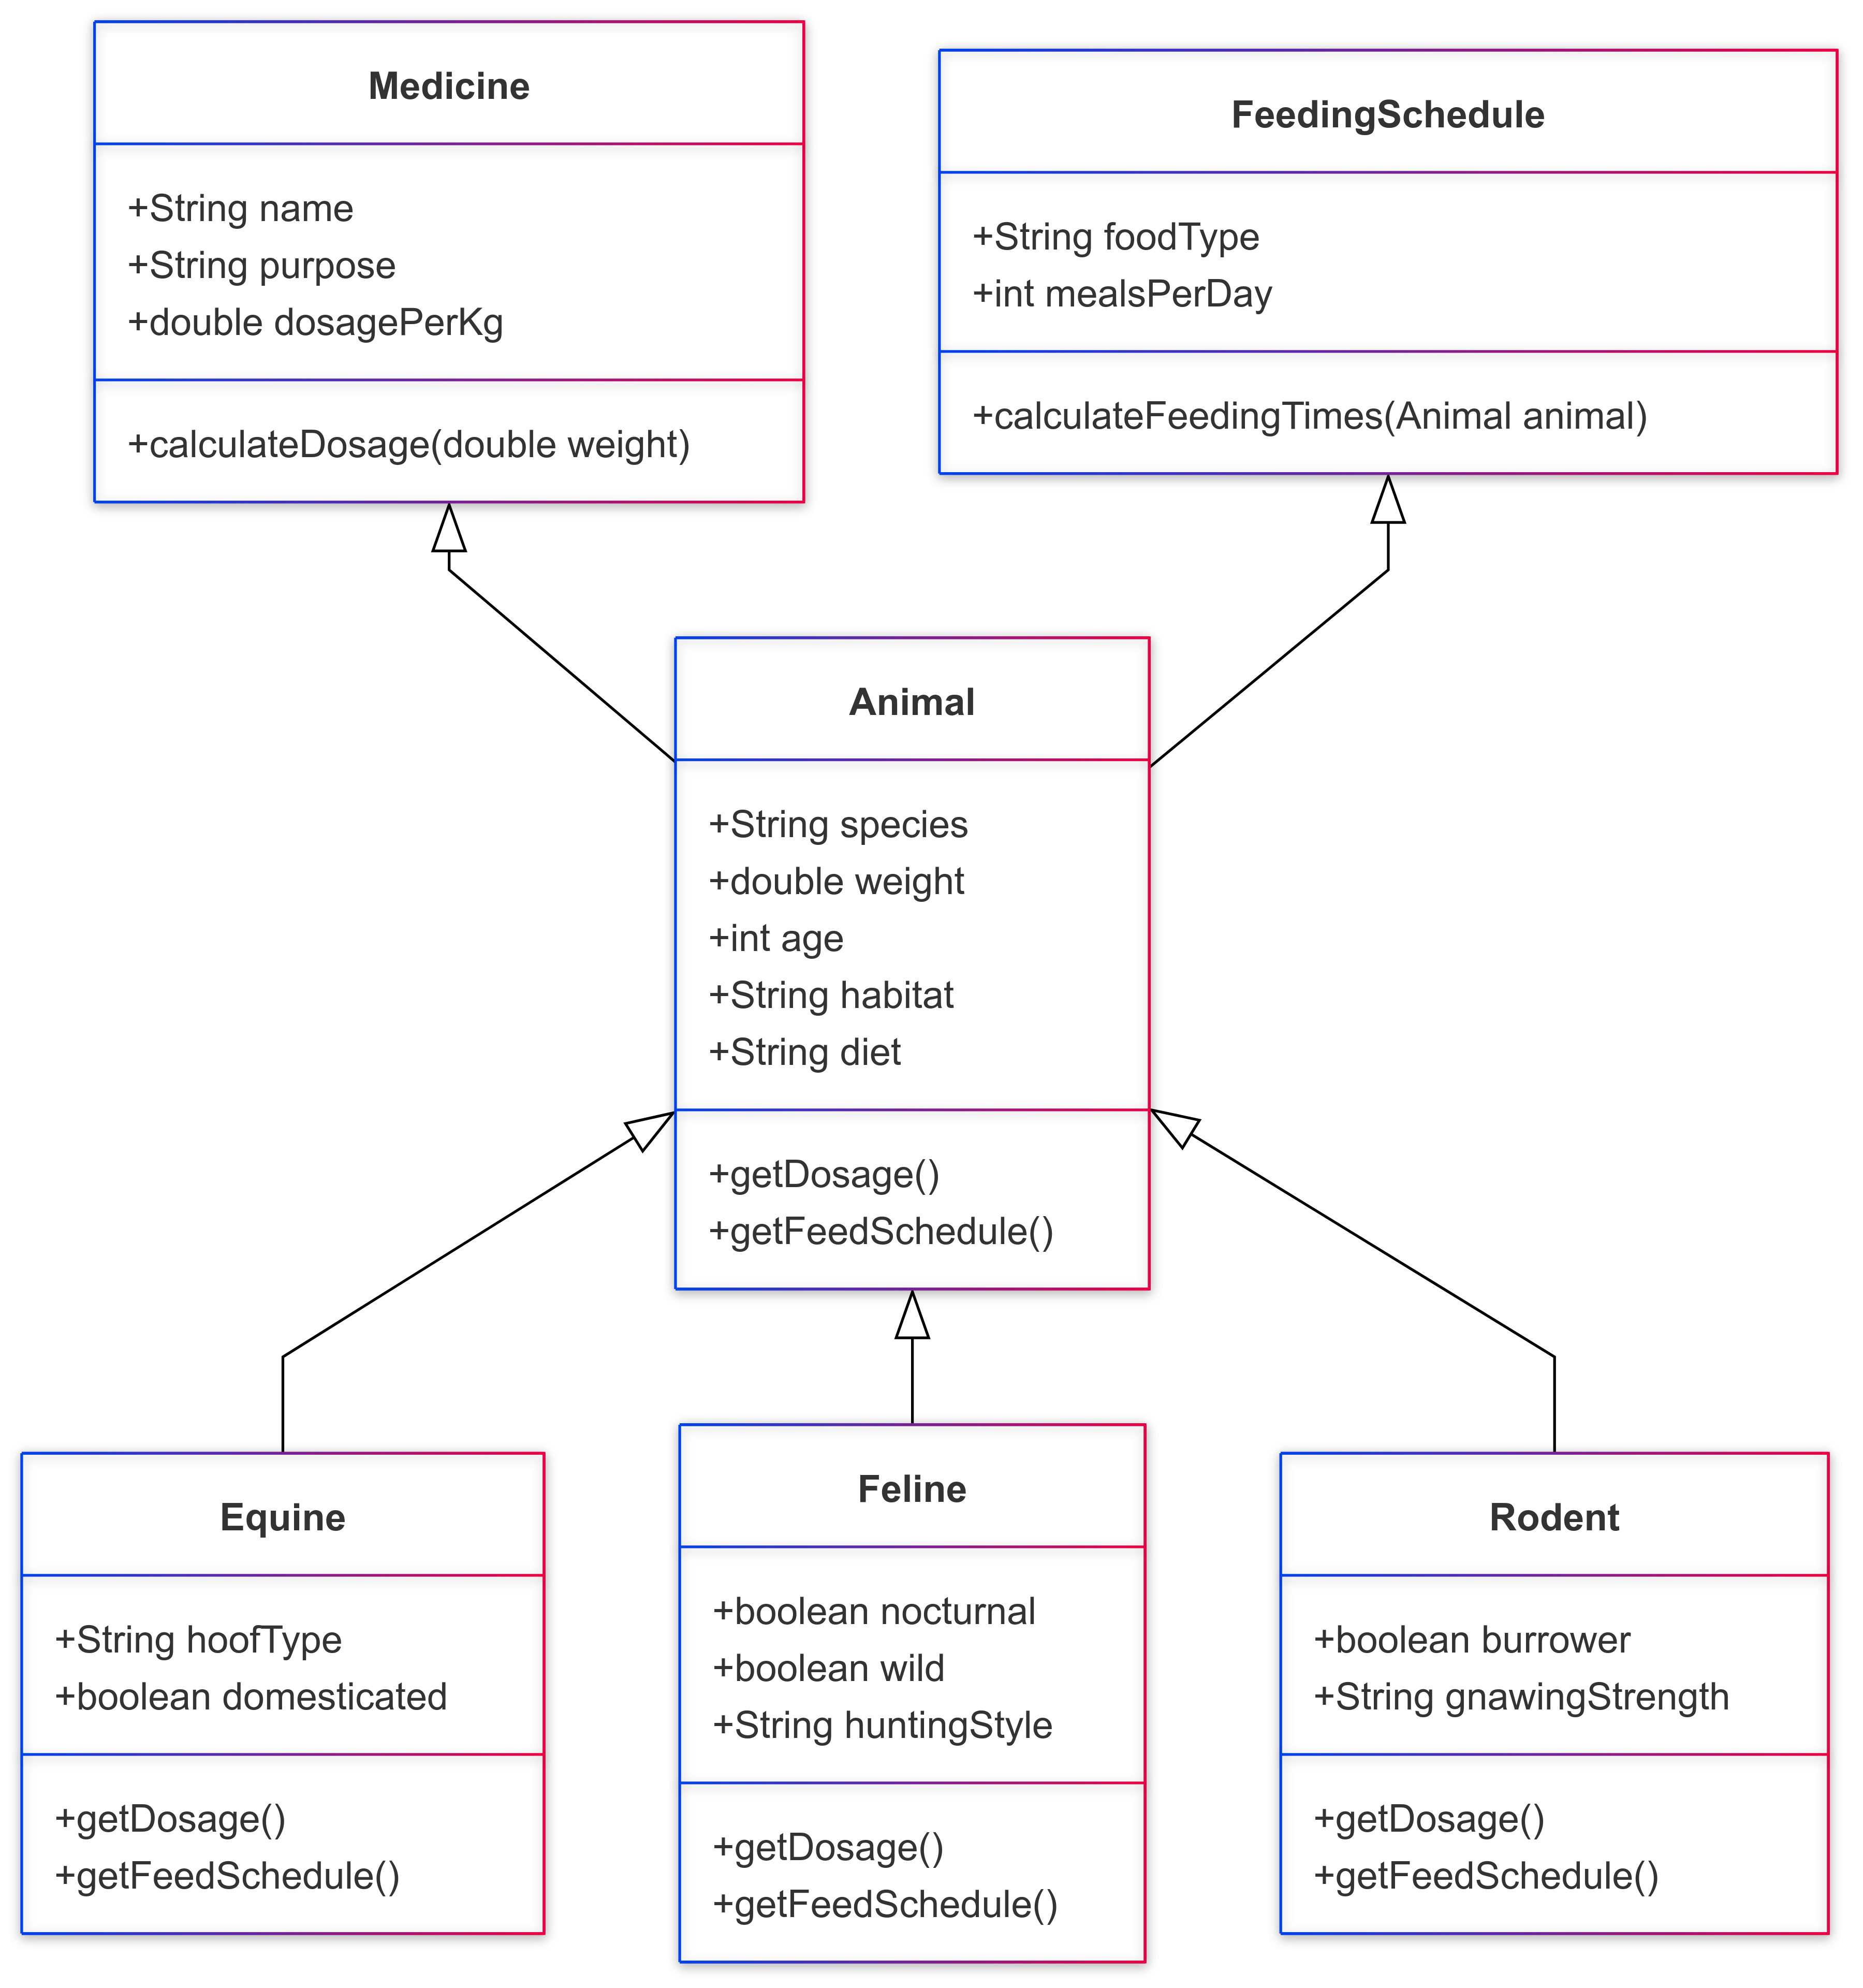 Medicine
+String name
+String purpose
+double dosagePerKg
+calculateDosage(double weight)
FeedingSchedule
+String foodType
+int mealsPerDay
+calculateFeedingTimes(Animal animal)
Animal
+String species
+double weight
+int age
+String habitat
+String diet
+getDosage()
+getFeedSchedule()
Equine
+String hoofType
+boolean domesticated
+getDosage()
+getFeedSchedule()
Feline
+boolean nocturnal
+boolean wild
+String huntingStyle
+getDosage()
+getFeedSchedule()
Rodent
+boolean burrower
+String gnawingStrength
+getDosage()
+getFeedSchedule()